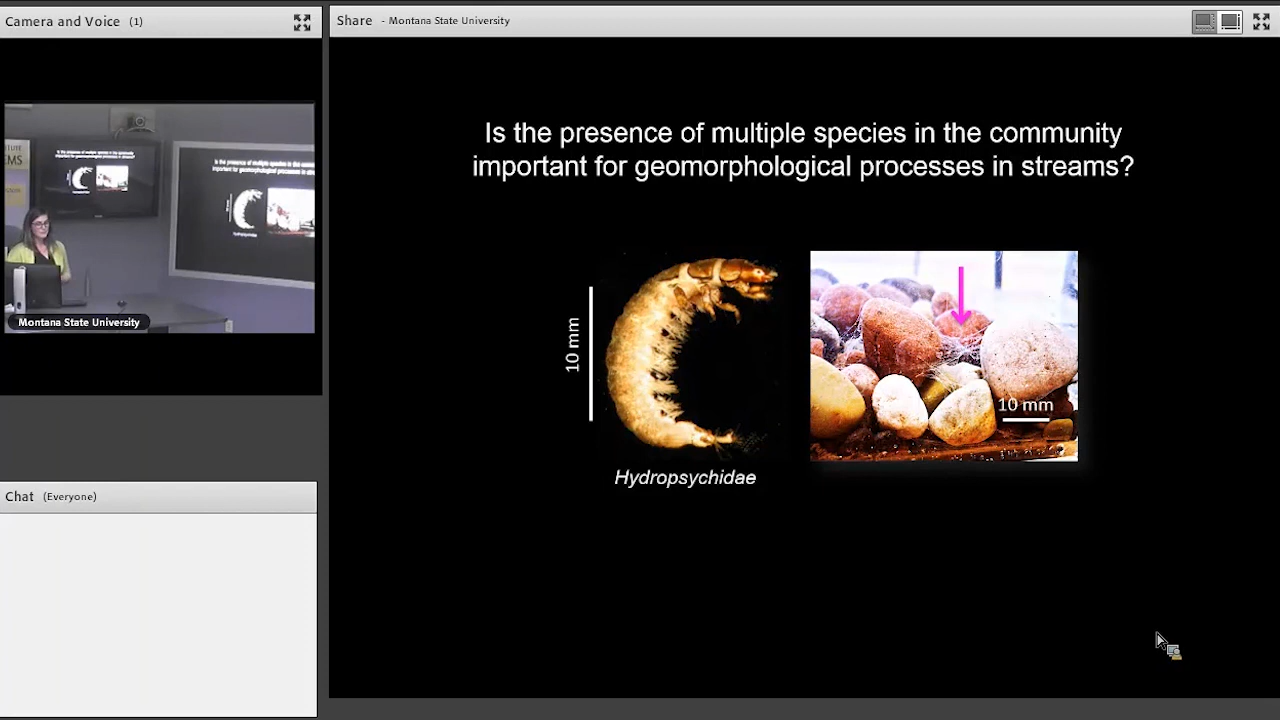 Camera and Voice (1)
Share - Montana State University
Is the presence of multiple species in the community
important for geomorphological processes in streams?
10 mm
10 mm
Hydropsychidae
Montana State University
Chat (Everyone)